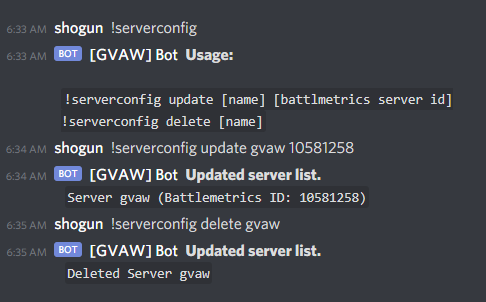 6:33 AM shogun !serverconfig
6:33 AM BOT [GVAW] Bot Usage:
!serverconfig update [name] [battlmetrics server id]
!serverconfig delete [name]
6:34 AM shogun !serverconfig update gvaw 10581258
6:34 AM BOT [GVAW] Bot Updated server list.
Server gvaw (Battlemetrics ID: 10581258)
6:35 AM shogun !serverconfig delete gvaw
6:35 AM BOT [GVAW] Bot Updated server list.
Deleted Server gvaw